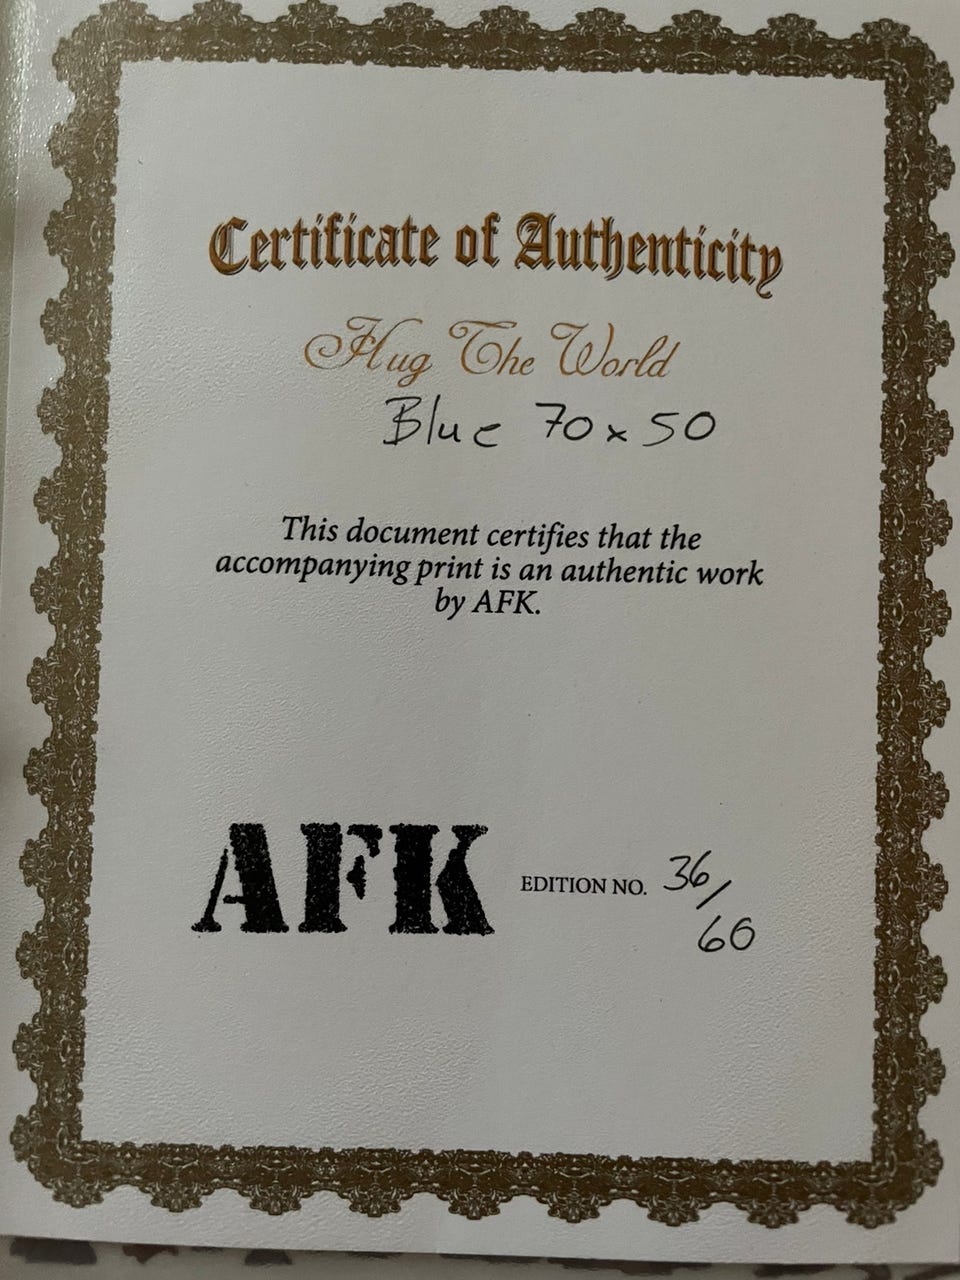 Certificate of Authenticity
Hug The World
Blue 70 x 50
This document certifies that the
accompanying print is an authentic work
by AFK.
AFK
EDITION NO. 36/
60